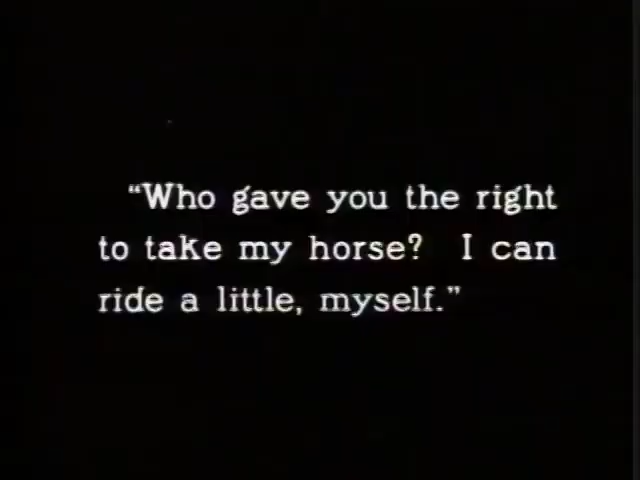 “Who gave you the right
to take my horse? I can
ride a little, myself.”